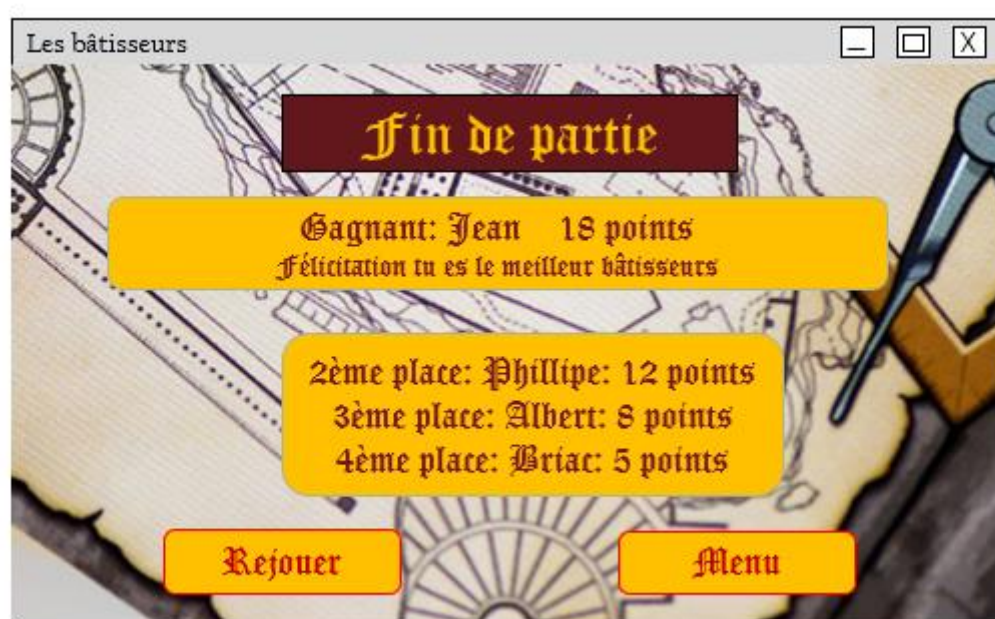 Les bâtisseurs
Fin de partie
Gagnant: Jean 18 points
Félicitation tu es le meilleur bâtisseurs
2ème place: Phillipe: 12 points
3ème place: Albert: 8 points
4ème place: Briac: 5 points
Rejouer
Menu